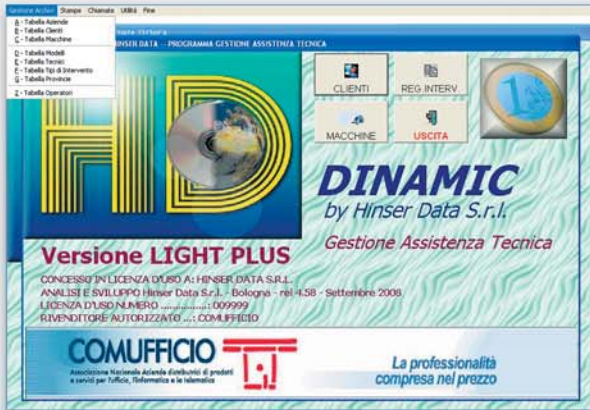 Gestione Archivi Stampe Chiamate Utilità Fine
A - Tabella Aziende
B - Tabella Clienti
C - Tabella Macchine
D - Tabella Modelli
E - Tabella Tecnici
F - Tabella Tipi di Intervento
G - Tabella Provincie
Z - Tabella Operatori
HINSER DATA - PROGRAMMA GESTIONE ASSISTENZA TECNICA
HD
CLIENTI
REG.INTERV.
MACCHINE
USCITA
1
DINAMIC
by Hinser Data S.r.l.
Gestione Assistenza Tecnica
Versione LIGHT PLUS
CONCESSO IN LICENZA D'USO A: HINSER DATA S.R.L.
ANALISI E SVILUPPO Hinser Data S.r.l. - Bologna - rel 4.58 - Settembre 2008
LICENZA D'USO NUMERO ...............: 009999
RIVENDITORE AUTORIZZATO ...: COMUFFICIO
COMUFFICIO
Associazione Nazionale Aziende distributrici di prodotti
e servizi per l'ufficio, l'informatica e la telematica
La professionalità
compresa nel prezzo